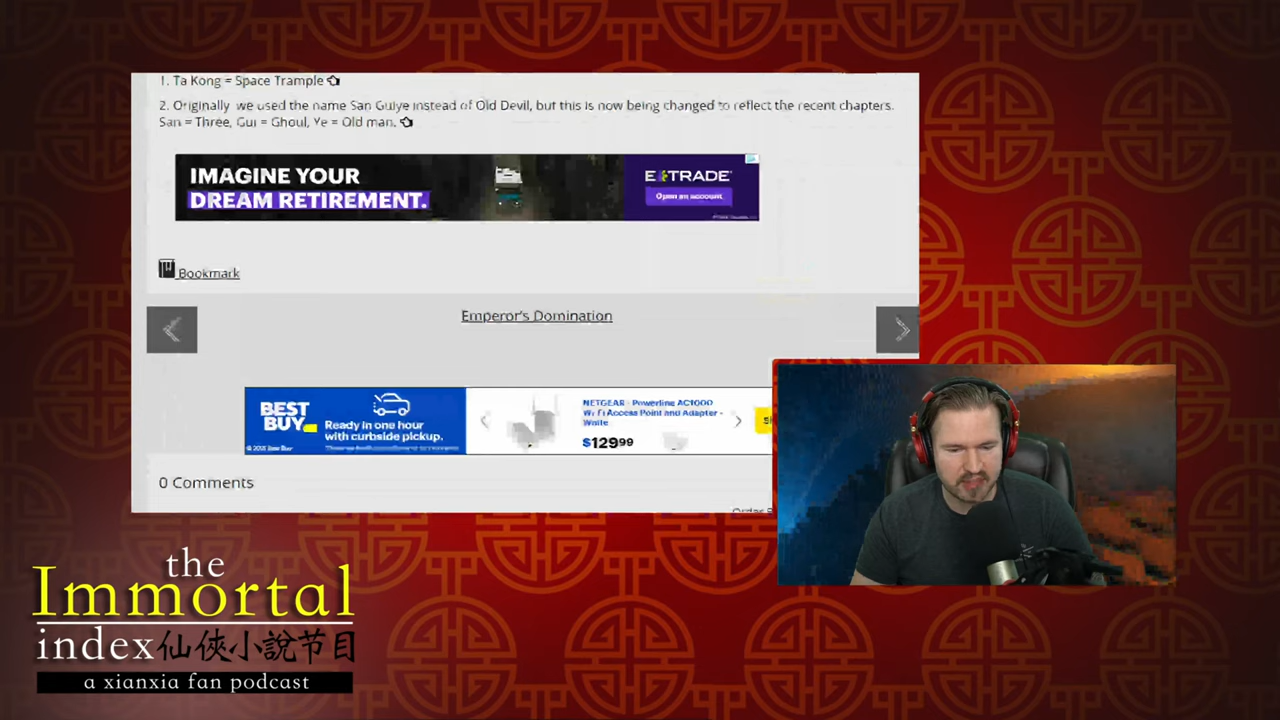 1. Ta Kong = Space Trample
2. Originally we used the name San Guiye instead of Old Devil, but this is now being changed to reflect the recent chapters.
San = Three, Gui = Ghoul, Ye = Old man.
IMAGINE YOUR
DREAM RETIREMENT.
E*TRADE
Open an account
Bookmark
Emperor's Domination
BEST
BUY
Ready in one hour
with curbside pickup.
NETGEAR - Powerline AC1000
Wi-Fi Access Point and Adapter -
White
$129.99
0 Comments
the
Immortal
index仙俠小說节目
a xianxia fan podcast